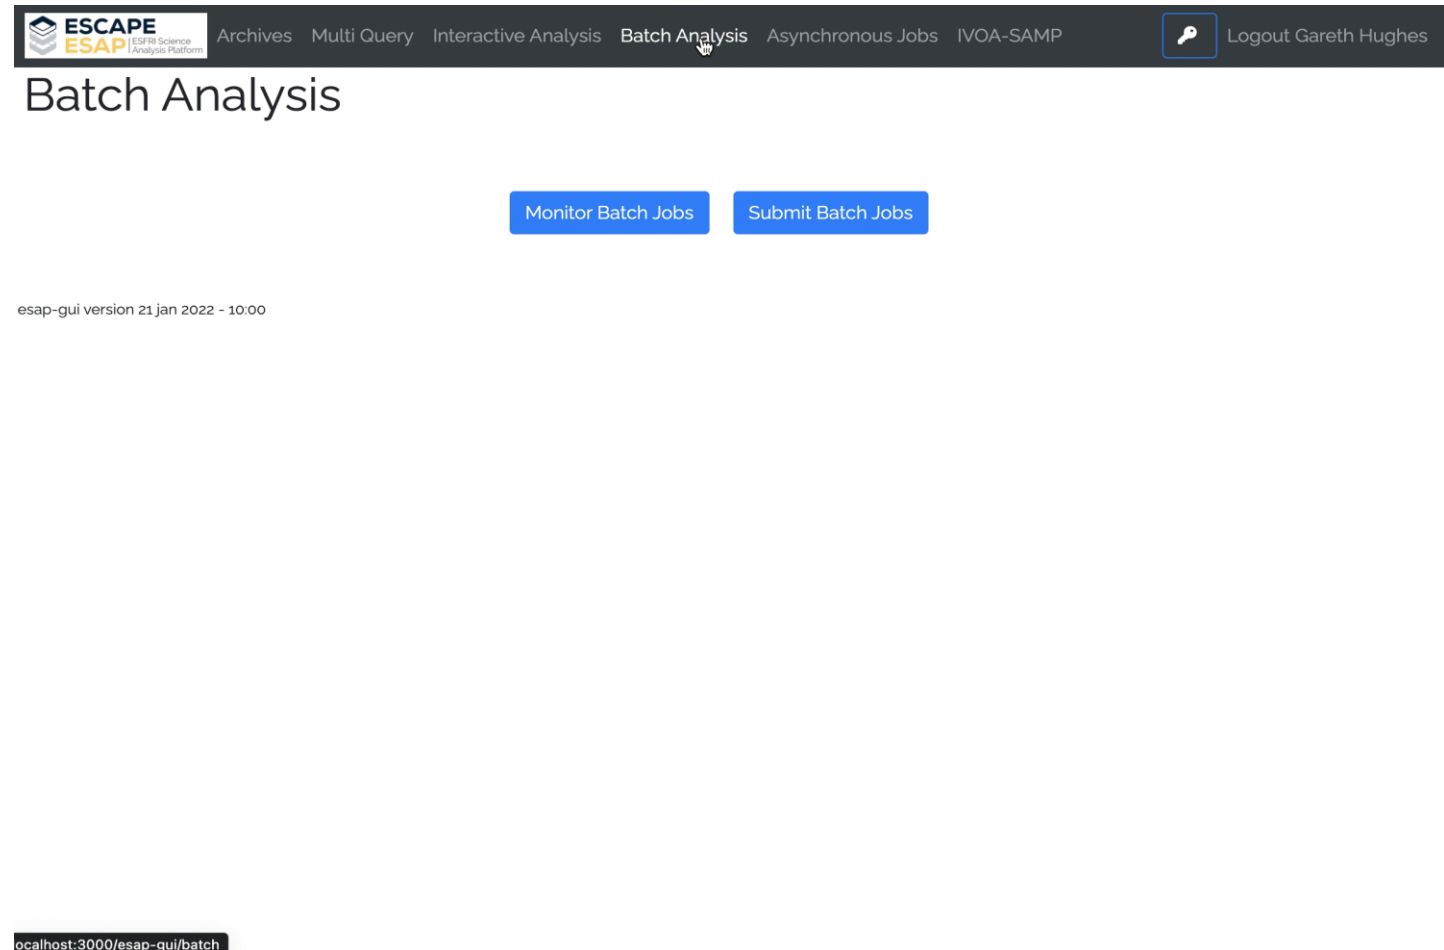 ESCAPE
ESAP ESFRI Science
Analysis Platform
Archives Multi Query Interactive Analysis Batch Analysis Asynchronous Jobs IVOA-SAMP Logout Gareth Hughes
Batch Analysis
Monitor Batch Jobs Submit Batch Jobs
esap-gui version 21 jan 2022 - 10:00
ocalhost:3000/esap-gui/batch